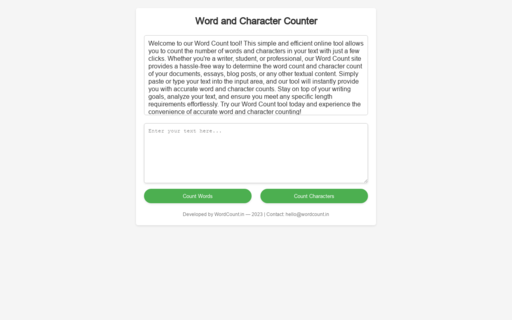 Word and Character Counter
Welcome to our Word Count tool! This simple and efficient online tool allows
you to count the number of words and characters in your text with just a few
clicks. Whether you're a writer, student, or professional, our Word Count site
provides a hassle-free way to determine the word count and character count
of your documents, essays, blog posts, or any other textual content. Simply
paste or type your text into the input area, and our tool will instantly provide
you with accurate word and character counts. Stay on top of your writing
goals, analyze your text, and ensure you meet any specific length
requirements effortlessly. Try our Word Count tool today and experience the
convenience of accurate word and character counting!
Enter your text here...
Count Words
Count Characters
Developed by WordCount.in — 2023 | Contact: hello@wordcount.in